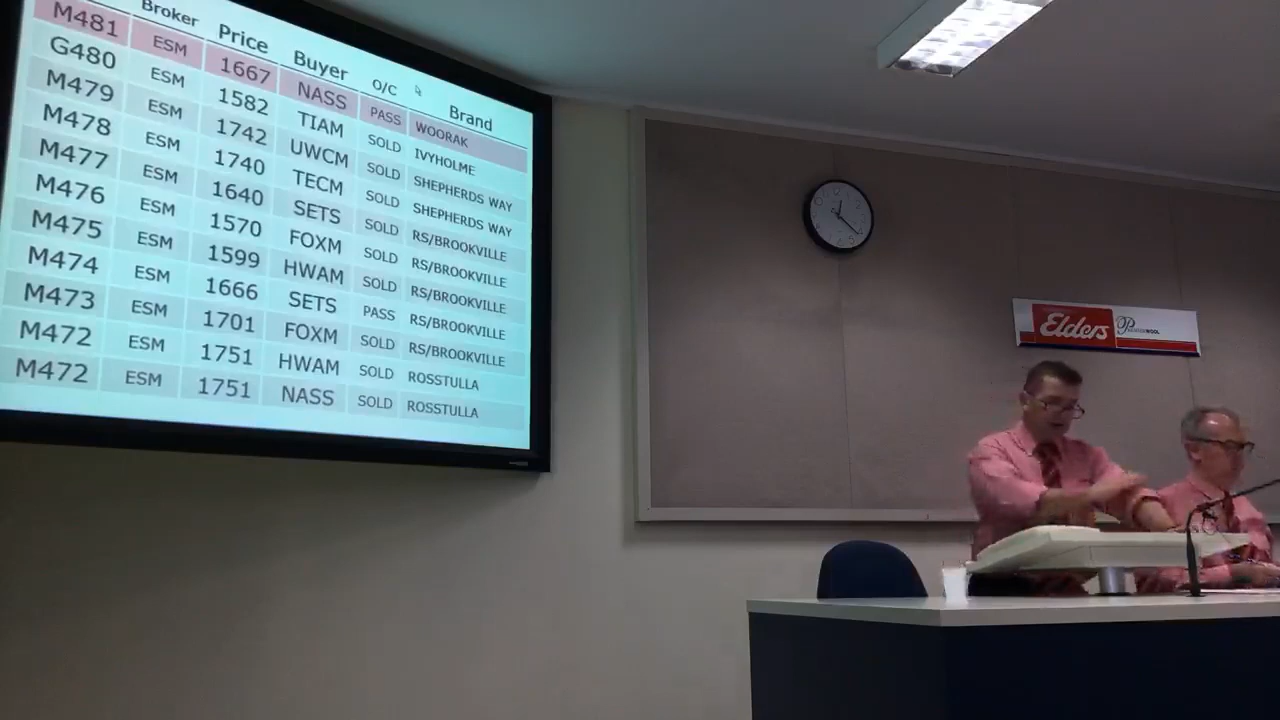 Broker Price Buyer O/C Brand
M481 ESM 1667 NASS PASS WOORAK
G480 ESM 1582 TIAM SOLD IVYHOLME
M479 ESM 1742 UWCM SOLD SHEPHERDS WAY
M478 ESM 1740 TECM SOLD SHEPHERDS WAY
M477 ESM 1640 SETS SOLD RS/BROOKVILLE
M476 ESM 1570 FOXM SOLD RS/BROOKVILLE
M475 ESM 1599 HWAM SOLD RS/BROOKVILLE
M474 ESM 1666 SETS PASS RS/BROOKVILLE
M473 ESM 1701 FOXM SOLD RS/BROOKVILLE
M472 ESM 1751 HWAM SOLD ROSSTULLA
M472 ESM 1751 NASS SOLD ROSSTULLA
Elders